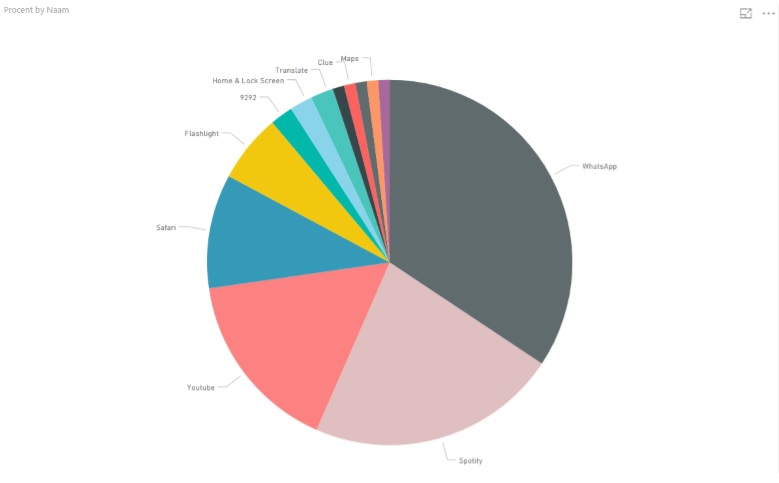 Procent by Naam
Maps
Clue
Translate
Home & Lock Screen
9292
Flashlight
WhatsApp
Safari
Youtube
Spotify